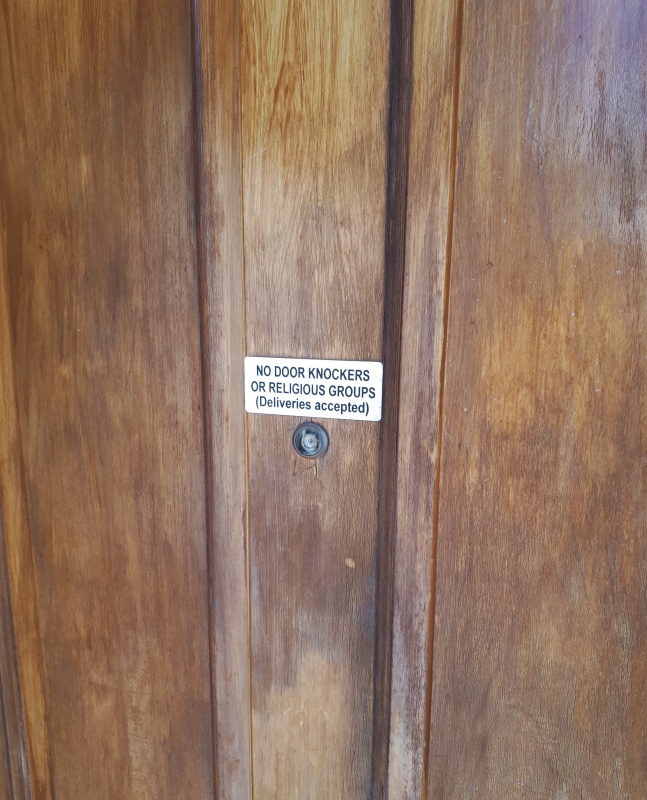 NO DOOR KNOCKERS
OR RELIGIOUS GROUPS
(Deliveries accepted)